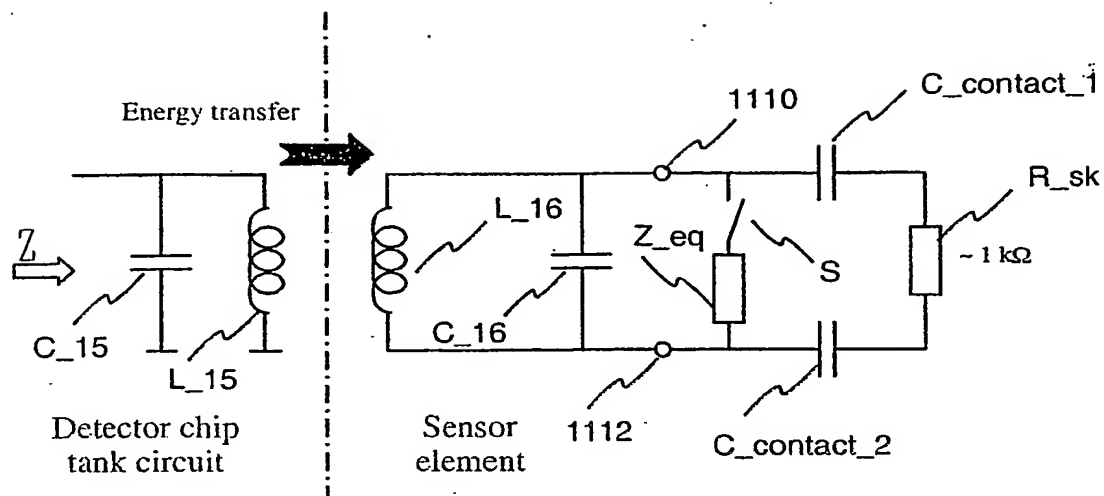 Energy transfer
1110
C_contact_1
R_sk
L_16
Z_eq
~ 1 kΩ
Z
S
C_15
C_16
L_15
1112
C_contact_2
Detector chip
tank circuit
Sensor
element